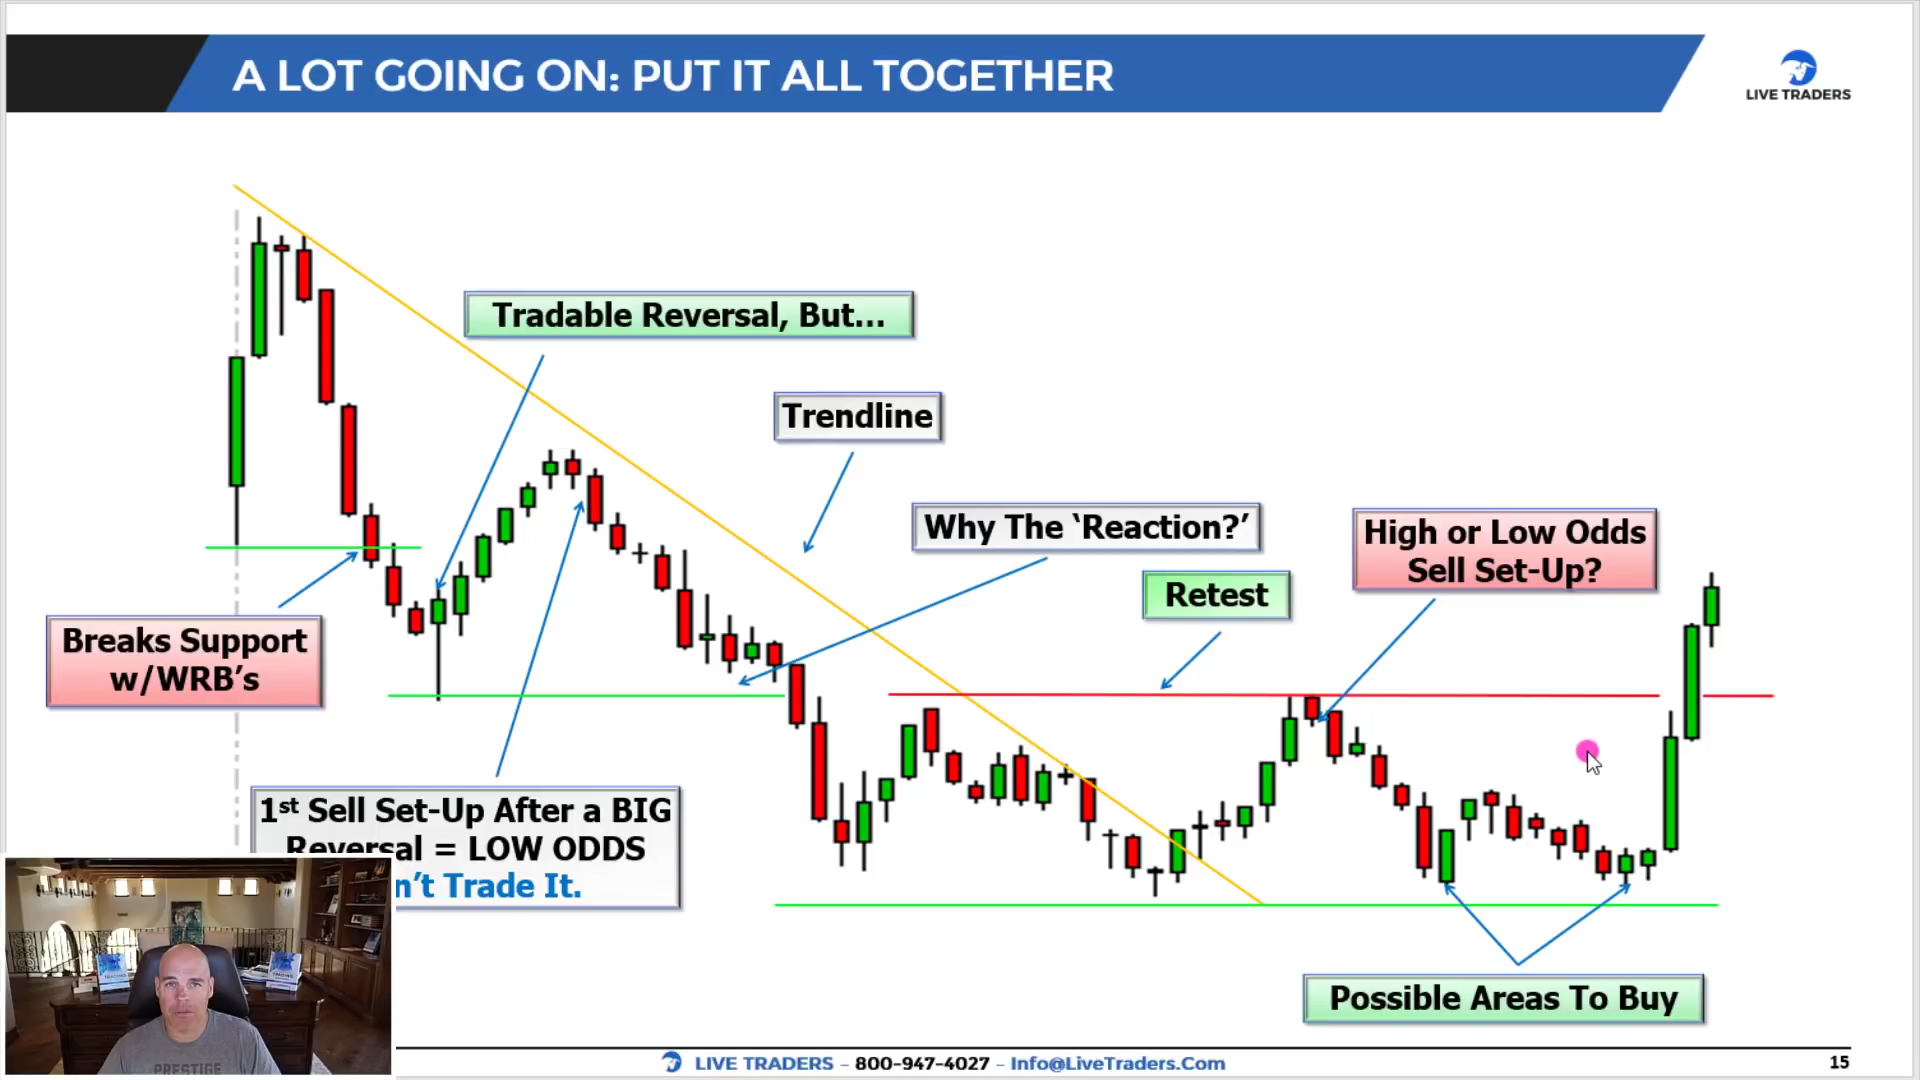 A LOT GOING ON: PUT IT ALL TOGETHER
LIVE TRADERS
Tradable Reversal, But...
Trendline
Why The ‘Reaction?’
High or Low Odds
Sell Set-Up?
Retest
Breaks Support
w/WRB’s
1st Sell Set-Up After a BIG
Reversal = LOW ODDS
n’t Trade It.
Possible Areas To Buy
PRESTIGE
LIVE TRADERS – 800-947-4027 – Info@LiveTraders.Com
15